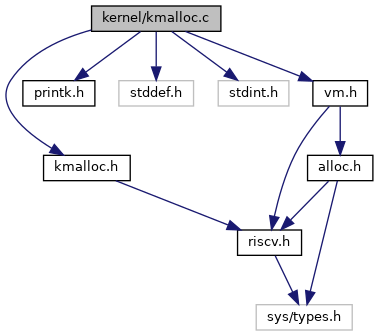 kernel/kmalloc.c
printk.h
stddef.h
stdint.h
vm.h
kmalloc.h
alloc.h
riscv.h
sys/types.h